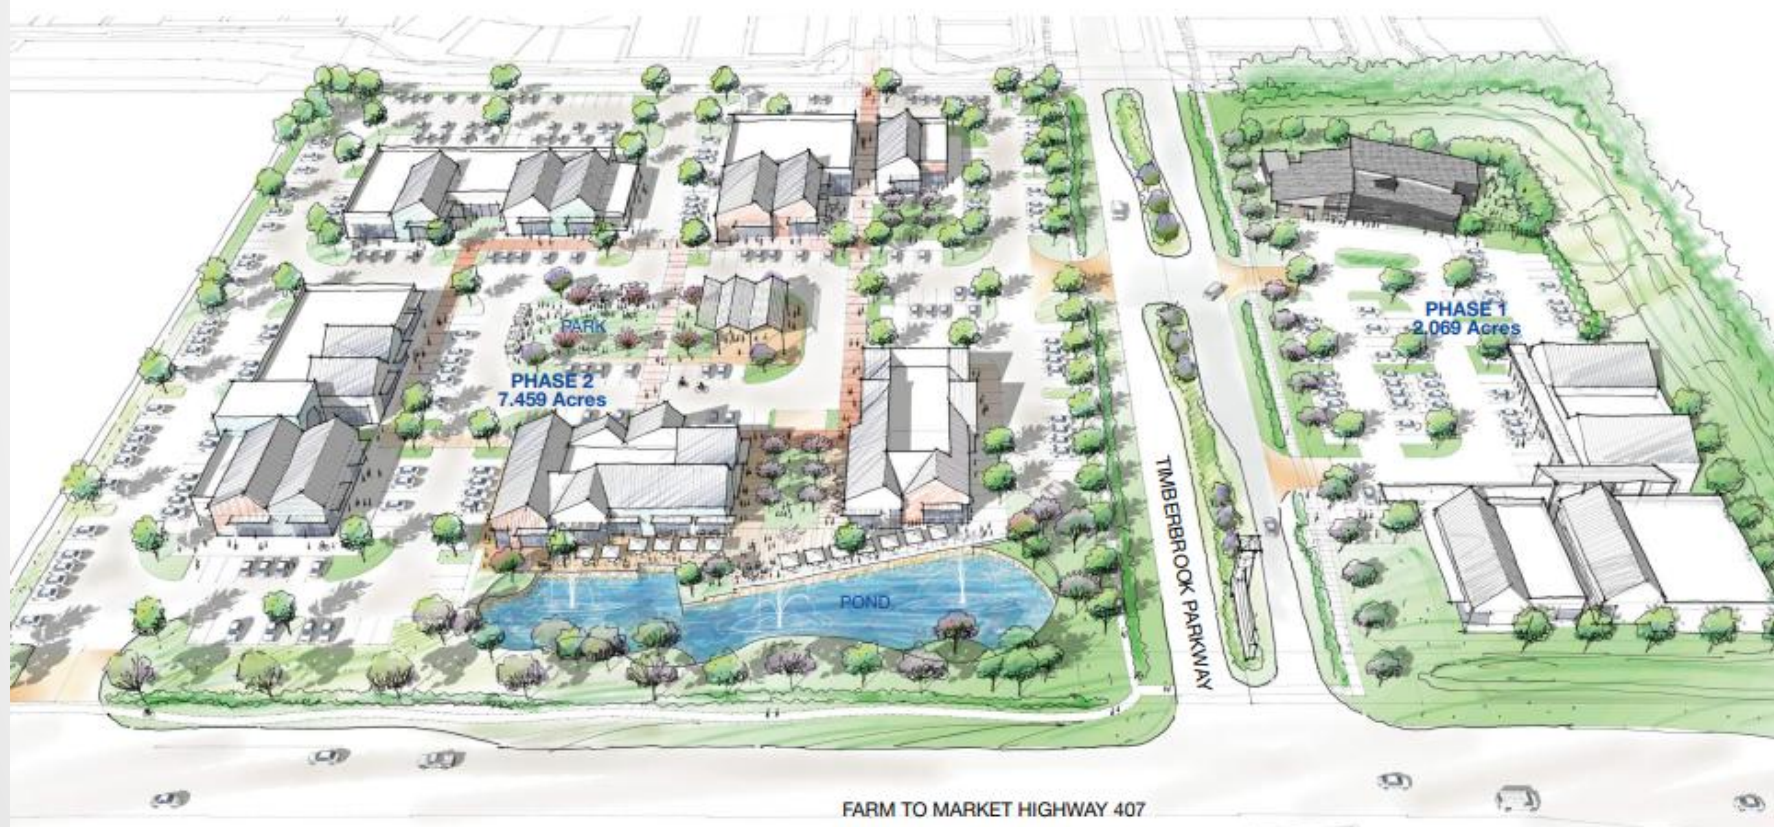 PARK
PHASE 2
7.459 Acres
PHASE 1
2.069 Acres
POND
TIMBERBROOK PARKWAY
FARM TO MARKET HIGHWAY 407